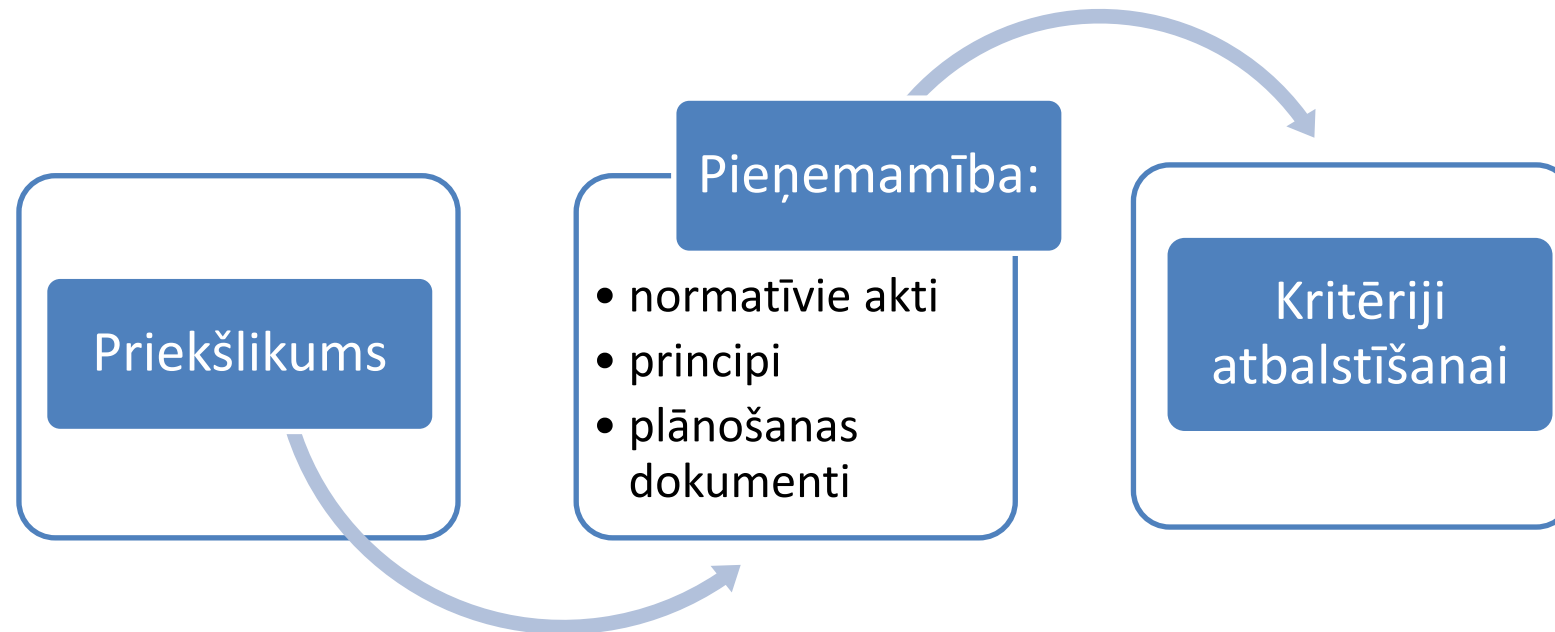 Priekšlikums
Pieņemamība:
• normatīvie akti
• principi
• plānošanas
dokumenti
Kritēriji
atbalstīšanai